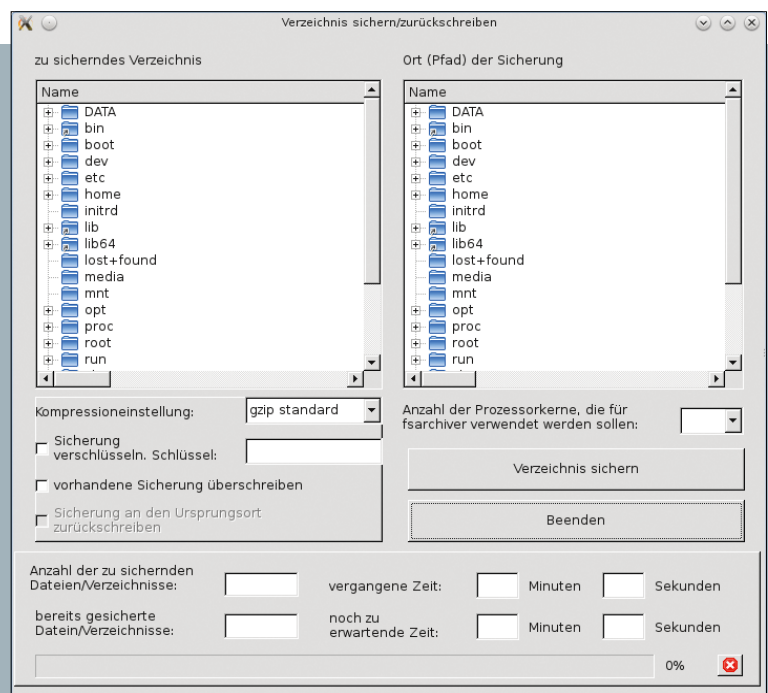 Verzeichnis sichern/zurückschreiben
zu sicherndes Verzeichnis
Name
DATA
bin
boot
dev
etc
home
initrd
lib
lib64
lost+found
media
mnt
opt
proc
root
run
Ort (Pfad) der Sicherung
Name
DATA
bin
boot
dev
etc
home
initrd
lib
lib64
lost+found
media
mnt
opt
proc
root
run
Kompressioneinstellung:
gzip standard
Sicherung
verschlüsseln. Schlüssel:
vorhandene Sicherung überschreiben
Sicherung an den Ursprungsort
zurückschreiben
Anzahl der Prozessorkerne, die für
fsarchiver verwendet werden sollen:
Verzeichnis sichern
Beenden
Anzahl der zu sichernden
Dateien/Verzeichnisse:
vergangene Zeit:
Minuten
Sekunden
bereits gesicherte
Datein/Verzeichnisse:
noch zu
erwartende Zeit:
Minuten
Sekunden
0%